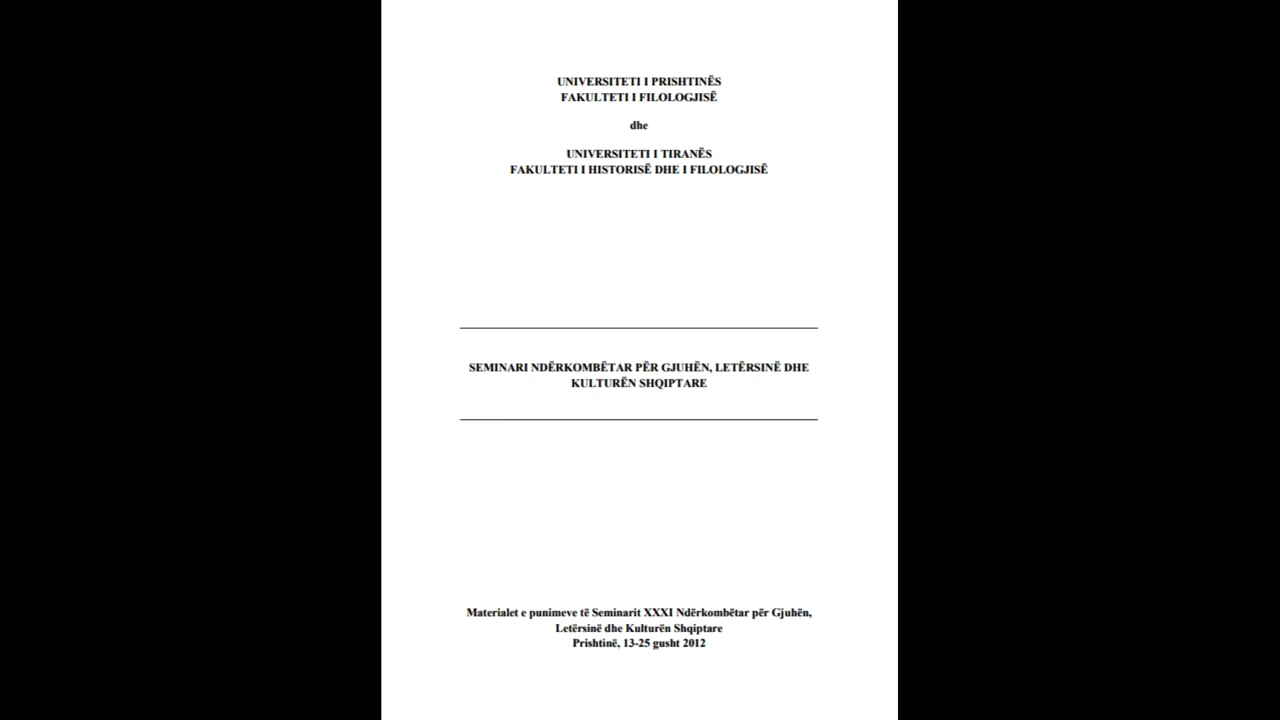 UNIVERSITETI I PRISHTINËS
FAKULTETI I FILOLOGJISË
dhe
UNIVERSITETI I TIRANËS
FAKULTETI I HISTORISË DHE I FILOLOGJISË
SEMINARI NDËRKOMBËTAR PËR GJUHËN, LETËRSINË DHE
KULTURËN SHQIPTARE
Materialet e punimeve të Seminarit XXXI Ndërkombëtar për Gjuhën,
Letërsinë dhe Kulturën Shqiptare
Prishtinë, 13-25 gusht 2012